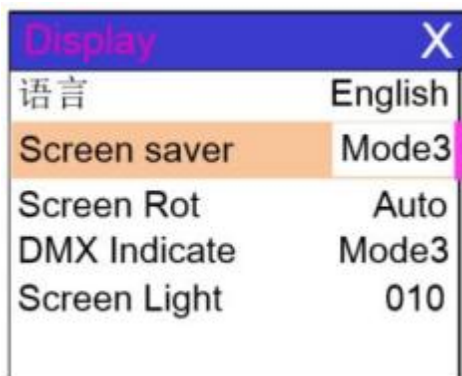 Display X
语言 English
Screen saver Mode3
Screen Rot Auto
DMX Indicate Mode3
Screen Light 010